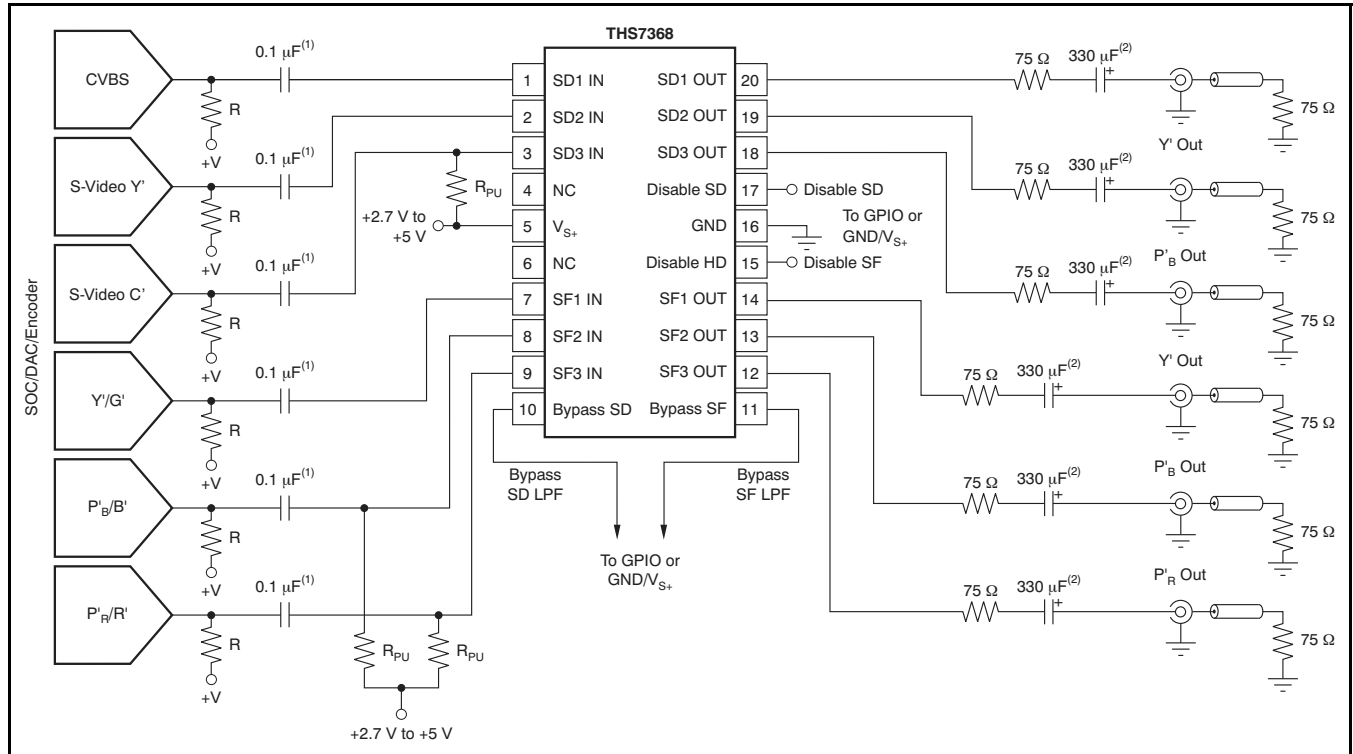 THS7368
SOC/DAC/Encoder
CVBS
0.1 µF(1)
R
+V
S-Video Y'
0.1 µF(1)
R
+V
S-Video C'
0.1 µF(1)
R
+V
Y'/G'
0.1 µF(1)
R
+V
P'B/B'
0.1 µF(1)
R
+V
P'R/R'
0.1 µF(1)
R
+V
RPU
+2.7 V to
+5 V
RPU
RPU
+2.7 V to +5 V
1 SD1 IN
2 SD2 IN
3 SD3 IN
4 NC
5 VS+
6 NC
7 SF1 IN
8 SF2 IN
9 SF3 IN
10 Bypass SD
SD1 OUT 20
SD2 OUT 19
SD3 OUT 18
Disable SD 17
GND 16
Disable HD 15
SF1 OUT 14
SF2 OUT 13
SF3 OUT 12
Bypass SF 11
Disable SD
To GPIO or
GND/VS+
Disable SF
Bypass
SD LPF
Bypass
SF LPF
To GPIO or
GND/VS+
75 Ω
330 µF(2)
+
75 Ω
Y' Out
75 Ω
330 µF(2)
+
75 Ω
P'B Out
75 Ω
330 µF(2)
+
75 Ω
Y' Out
75 Ω
330 µF(2)
+
75 Ω
P'B Out
75 Ω
330 µF(2)
+
75 Ω
P'R Out
75 Ω
330 µF(2)
+
75 Ω